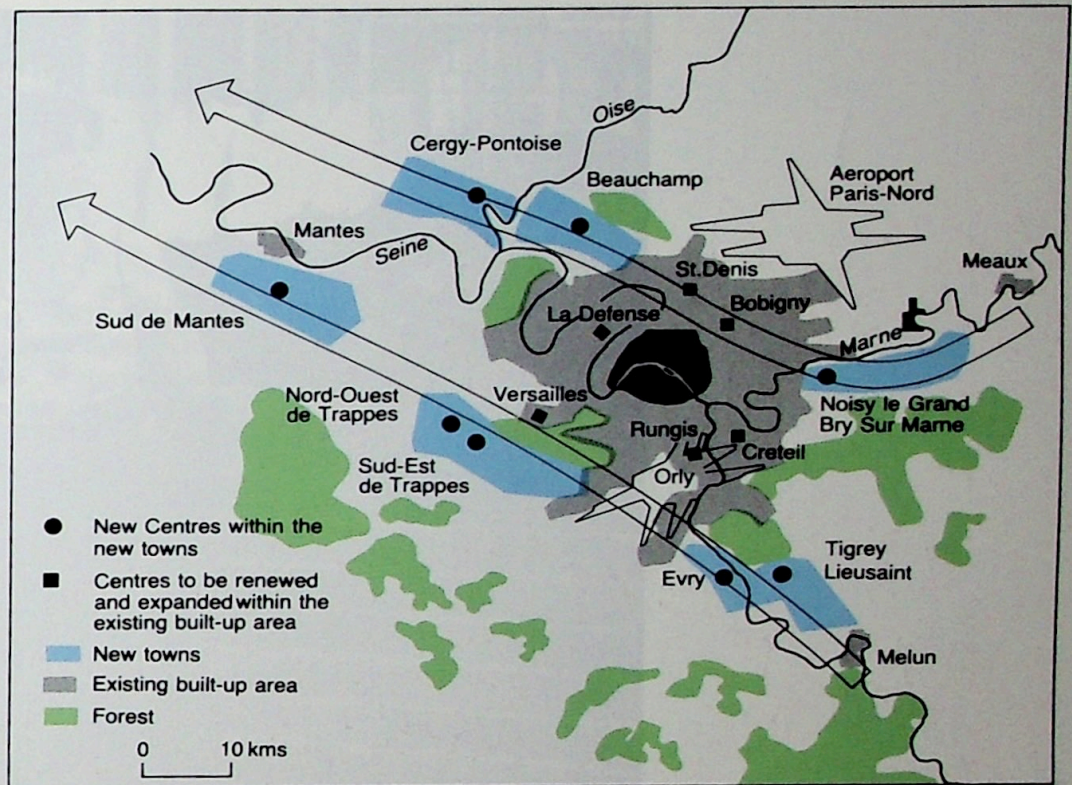 Oise
Cergy-Pontoise
Beauchamp
Aeroport
Paris-Nord
Mantes
Seine
St.Denis
Meaux
Bobigny
La Defense
Sud de Mantes
Marne
Nord-Ouest
de Trappes
Versailles
Noisy le Grand
Bry Sur Marne
Rungis
Creteil
Sud-Est
de Trappes
Orly
Tigrey
Lieusaint
Evry
Melun
New Centres within the
new towns
Centres to be renewed
and expanded within the
existing built-up area
New towns
Existing built-up area
Forest
0 10 kms